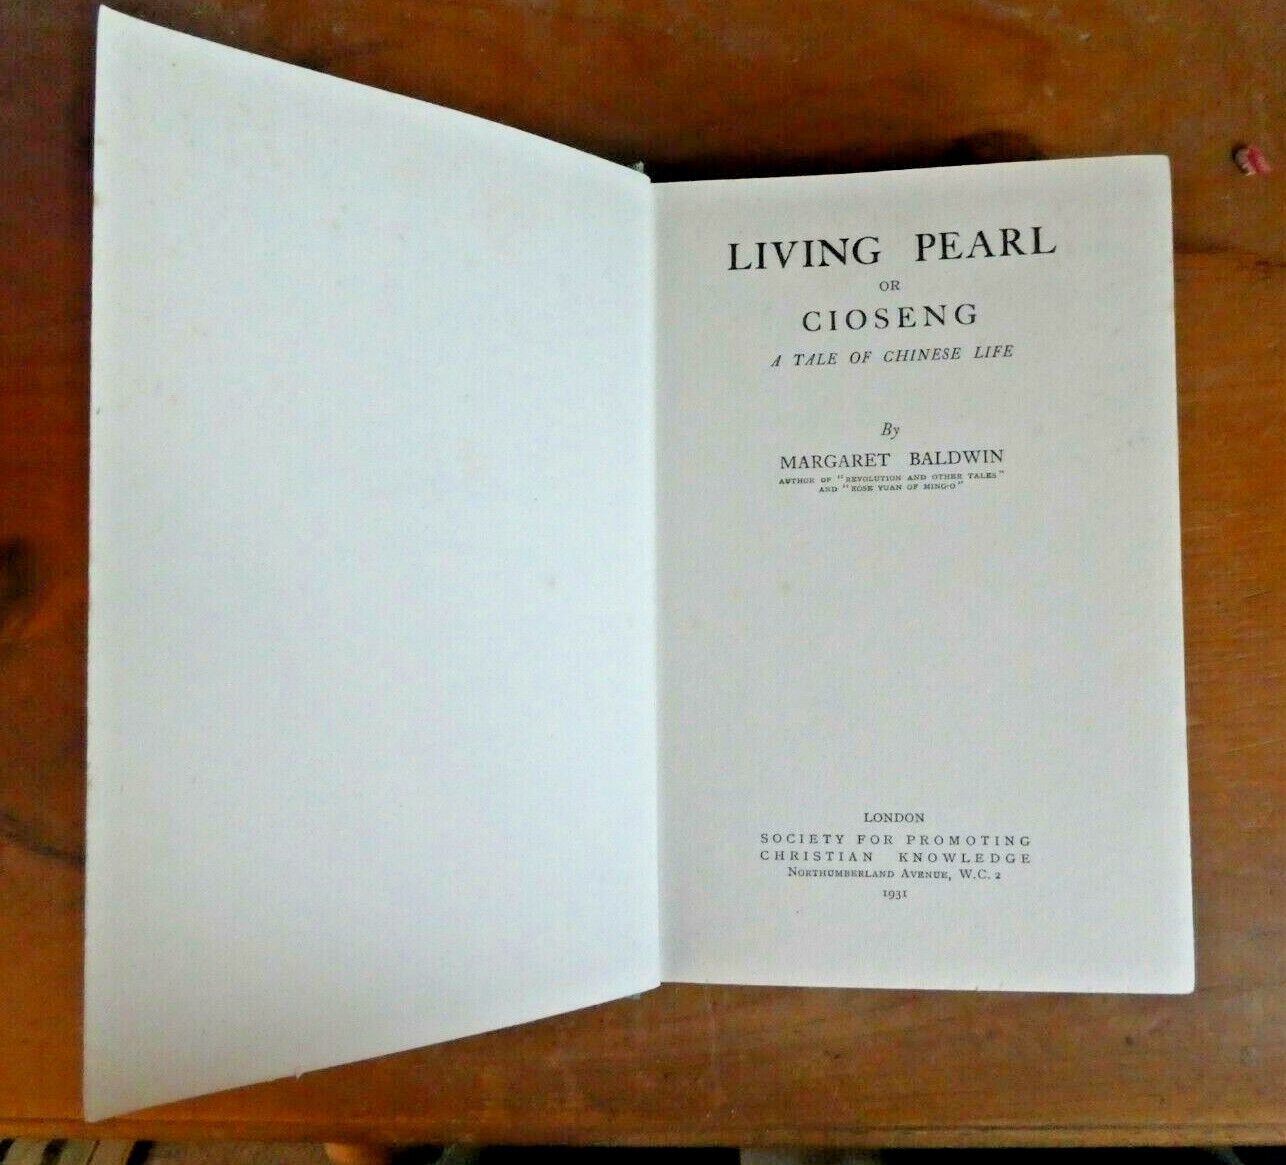 LIVING PEARL
OR
CIOSENG
A TALE OF CHINESE LIFE
By
MARGARET BALDWIN
AUTHOR OF "REVOLUTION AND OTHER TALES"
AND "ROSE YUAN OF MING-O"
LONDON
SOCIETY FOR PROMOTING
CHRISTIAN KNOWLEDGE
NORTHUMBERLAND AVENUE, W.C. 2
1931